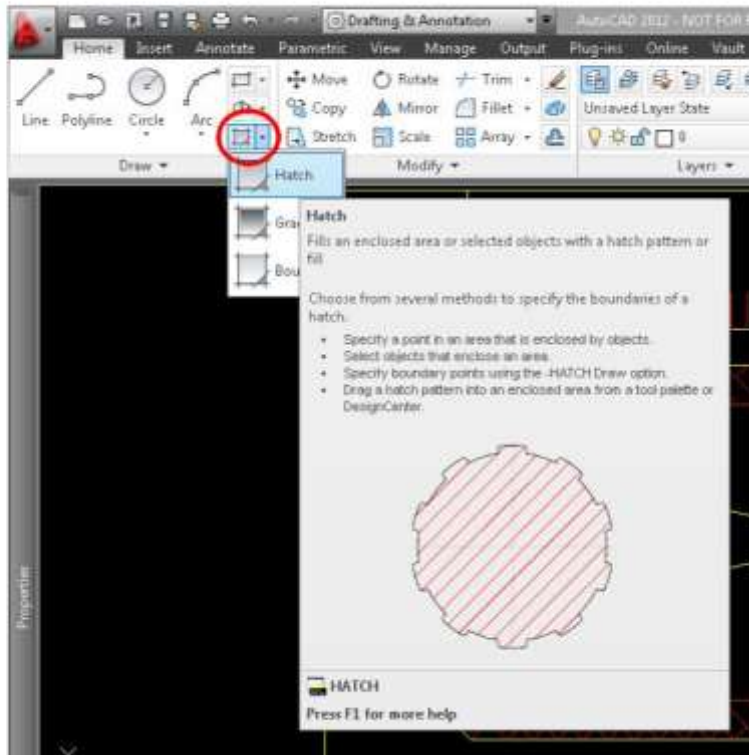 Drafting & Annotation
AutoCAD 2012 - NOT FOR
Home Insert Annotate Parametric View Manage Output Plug-ins Online Vault
Move Rotate Trim
Line Polyline Circle Arc Copy Mirror Fillet Unsaved Layer State
Stretch Scale Array 0
Draw Modify Layers
Hatch
Gra
Bou
Hatch
Fills an enclosed area or selected objects with a hatch pattern or
fill
Choose from several methods to specify the boundaries of a
hatch.
• Specify a point in an area that is enclosed by objects.
• Select objects that enclose an area.
• Specify boundary points using the -HATCH Draw option.
• Drag a hatch pattern into an enclosed area from a tool palette or
DesignCenter.
HATCH
Press F1 for more help
Properties